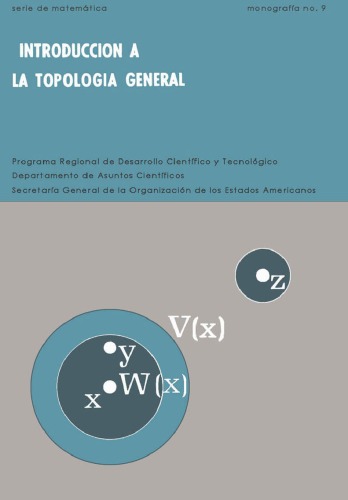 serie de matemática
monografía no. 9
INTRODUCCION A
LA TOPOLOGIA GENERAL
Programa Regional de Desarrollo Científico y Tecnológico
Departamento de Asuntos Científicos
Secretaría General de la Organización de los Estados Americanos
z
V(x)
y
W(x)
x